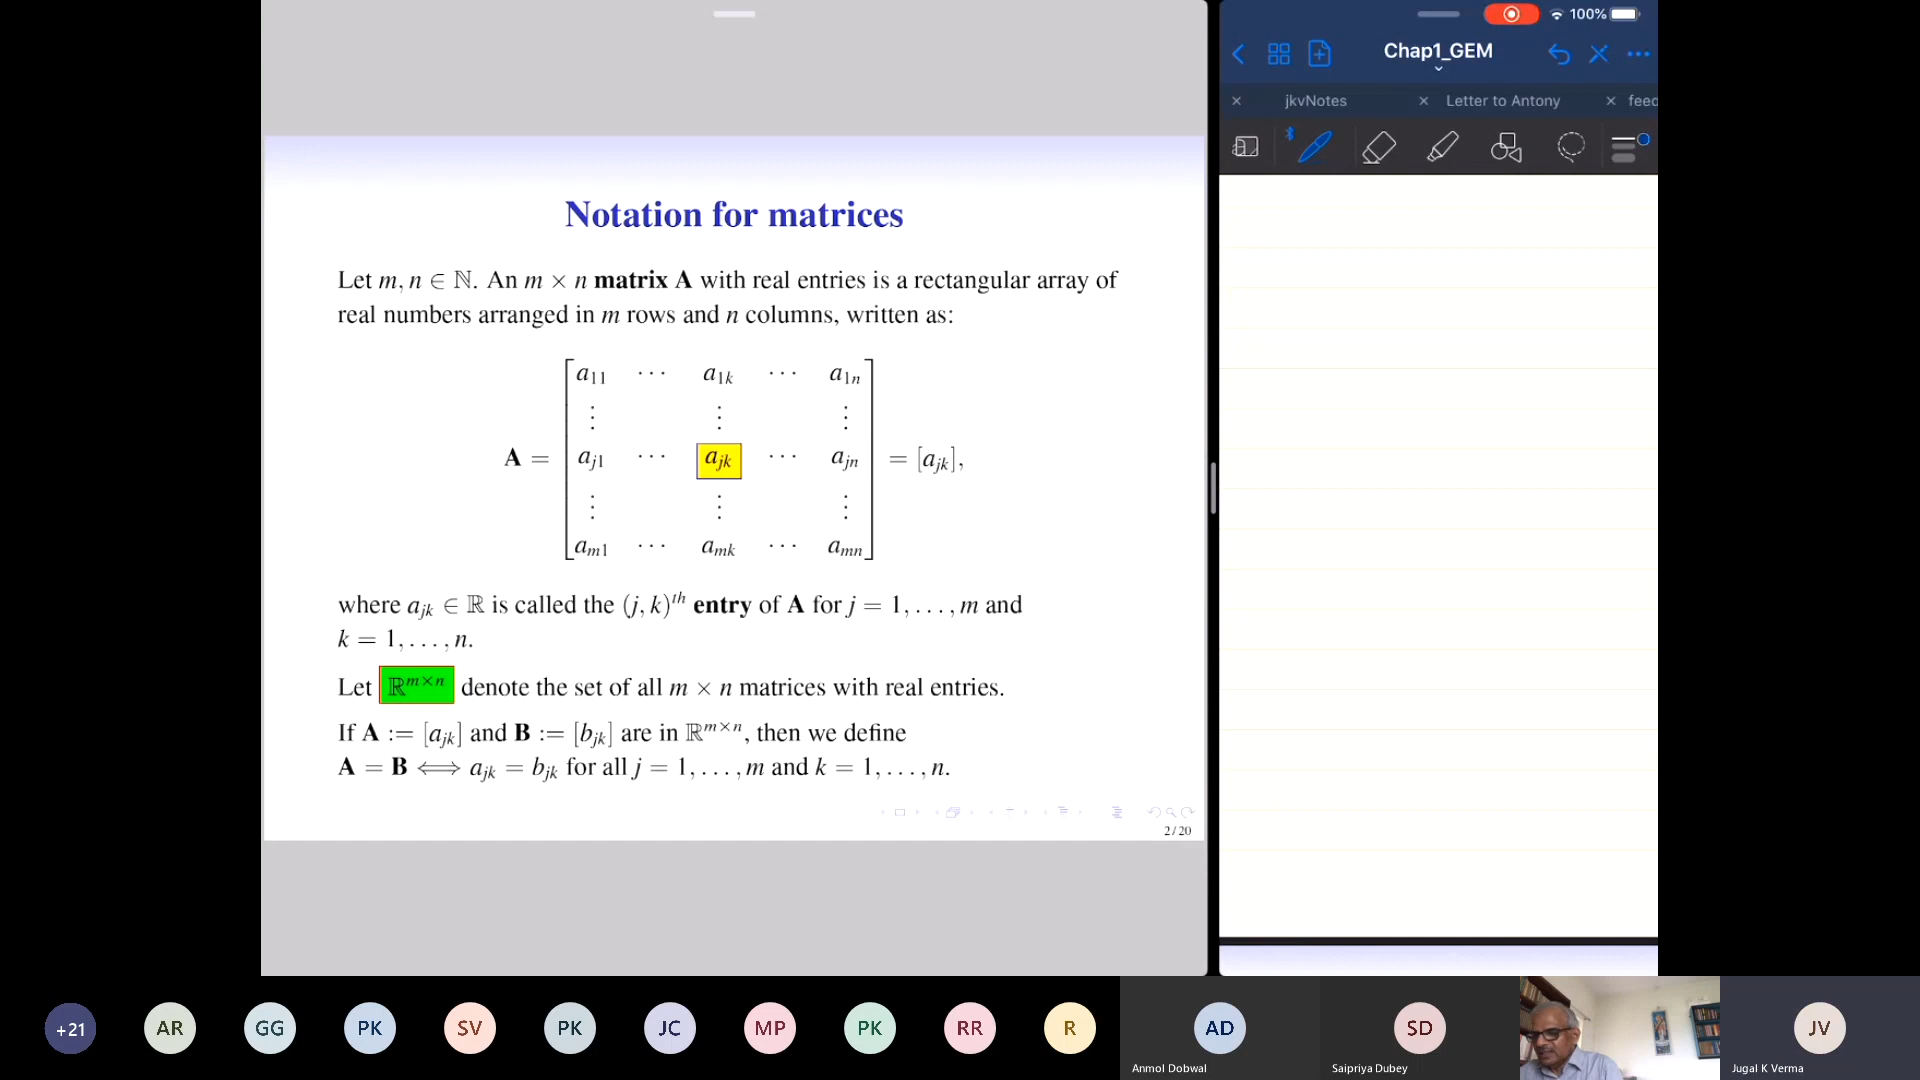 100%
Chap1_GEM
jkvNotes
Letter to Antony
feed
Notation for matrices
Let m, n ∈ ℕ. An m × n matrix A with real entries is a rectangular array of
real numbers arranged in m rows and n columns, written as:
a₁₁ ··· a₁ₖ ··· a₁ₙ
⋮ ⋮ ⋮
A = [ aⱼ₁ ··· aⱼₖ ··· aⱼₙ ] = [aⱼₖ],
⋮ ⋮ ⋮
aₘ₁ ··· aₘₖ ··· aₘₙ
where aⱼₖ ∈ ℝ is called the (j, k)ᵗʰ entry of A for j = 1, . . . , m and
k = 1, . . . , n.
Let ℝᵐˣⁿ denote the set of all m × n matrices with real entries.
If A := [aⱼₖ] and B := [bⱼₖ] are in ℝᵐˣⁿ, then we define
A = B ⟺ aⱼₖ = bⱼₖ for all j = 1, . . . , m and k = 1, . . . , n.
2 / 20
+21 AR GG PK SV PK JC MP PK RR R AD SD JV
Anmol Dobwal Saipriya Dubey Jugal K Verma